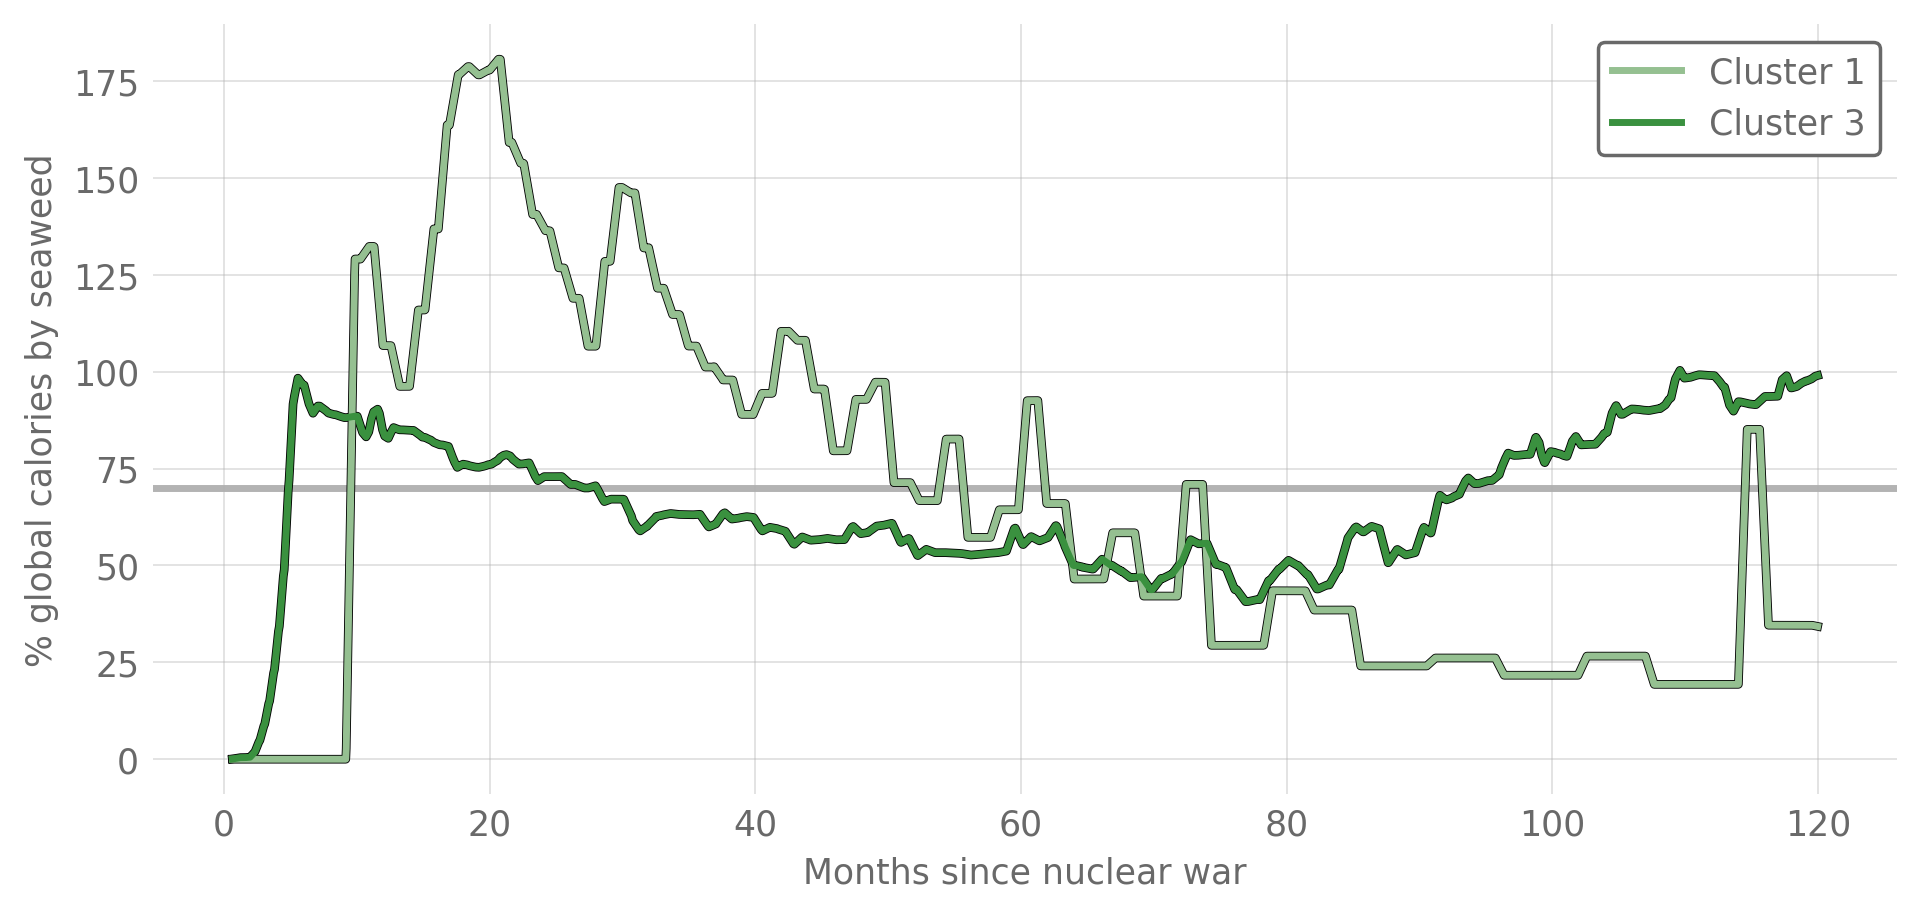 Cluster 1
Cluster 3
% global calories by seaweed
175
150
125
100
75
50
25
0
0 20 40 60 80 100 120
Months since nuclear war